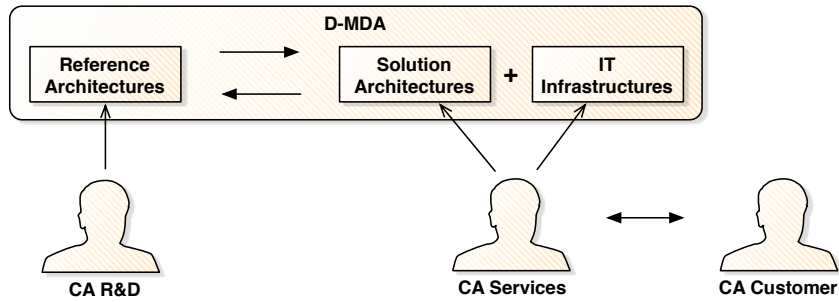 D-MDA
Reference
Architectures
Solution
Architectures
+
IT
Infrastructures
CA R&D
CA Services
CA Customer